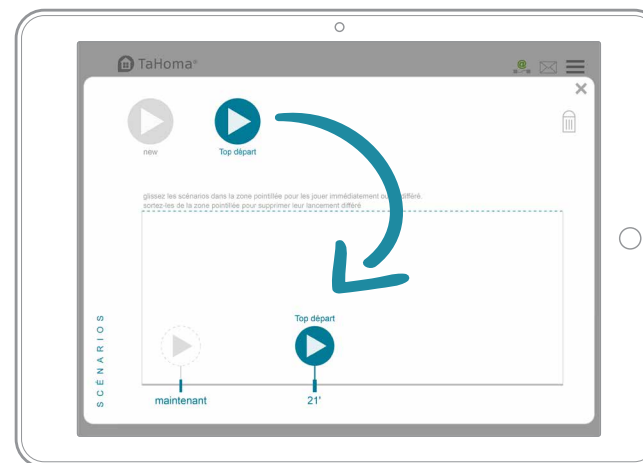 TaHoma®
new
Top départ
glissez les scénarios dans la zone pointillée pour les jouer immédiatement ou différé.
sortez-les de la zone pointillée pour supprimer leur lancement différé
SCÉNARIOS
Top départ
maintenant
21'